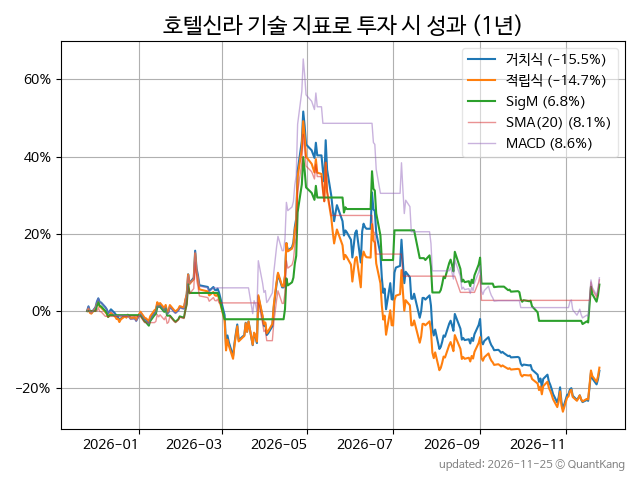 호텔신라 기술 지표로 투자 시 성과 (1년)
60%
40%
20%
0%
−20%
거치식 (−15.5%)
적립식 (−14.7%)
SigM (6.8%)
SMA(20) (8.1%)
MACD (8.6%)
2026-01
2026-03
2026-05
2026-07
2026-09
2026-11
updated: 2026-11-25 © QuantKang